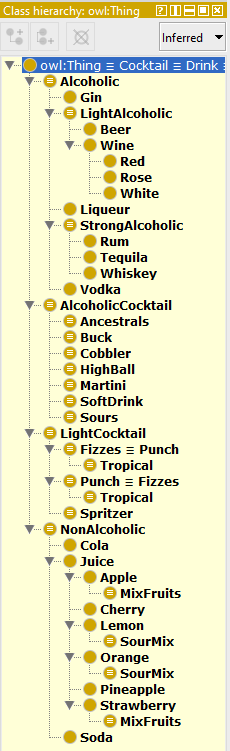 Class hierarchy: owl:Thing
Inferred
owl:Thing ≡ Cocktail ≡ Drink ≡
Alcoholic
Gin
LightAlcoholic
Beer
Wine
Red
Rose
White
Liqueur
StrongAlcoholic
Rum
Tequila
Whiskey
Vodka
AlcoholicCocktail
Ancestrals
Buck
Cobbler
HighBall
Martini
SoftDrink
Sours
LightCocktail
Fizzes ≡ Punch
Tropical
Punch ≡ Fizzes
Tropical
Spritzer
NonAlcoholic
Cola
Juice
Apple
MixFruits
Cherry
Lemon
SourMix
Orange
SourMix
Pineapple
Strawberry
MixFruits
Soda